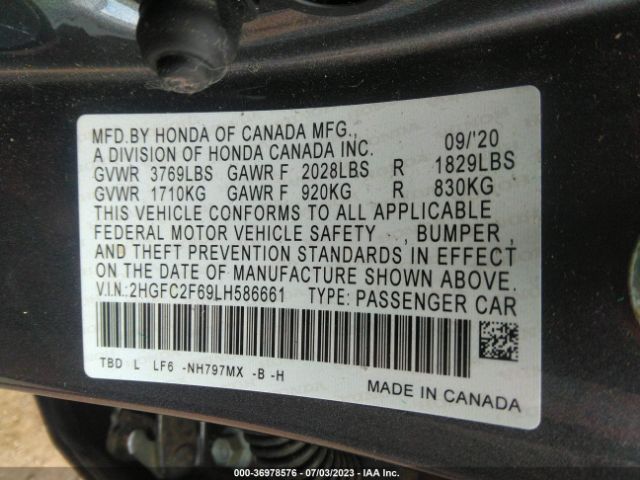 MFD.BY HONDA OF CANADA MFG., 09/'20
A DIVISION OF HONDA CANADA INC.
GVWR 3769LBS GAWR F 2028LBS R 1829LBS
GVWR 1710KG GAWR F 920KG R 830KG
THIS VEHICLE CONFORMS TO ALL APPLICABLE
FEDERAL MOTOR VEHICLE SAFETY , BUMPER ,
AND THEFT PREVENTION STANDARDS IN EFFECT
ON THE DATE OF MANUFACTURE SHOWN ABOVE.
V.I.N.:2HGFC2F69LH586661 TYPE: PASSENGER CAR
TBD L LF6 -NH797MX -B -H
MADE IN CANADA
000-36978576 / 07/03/2023 - IAA Inc.